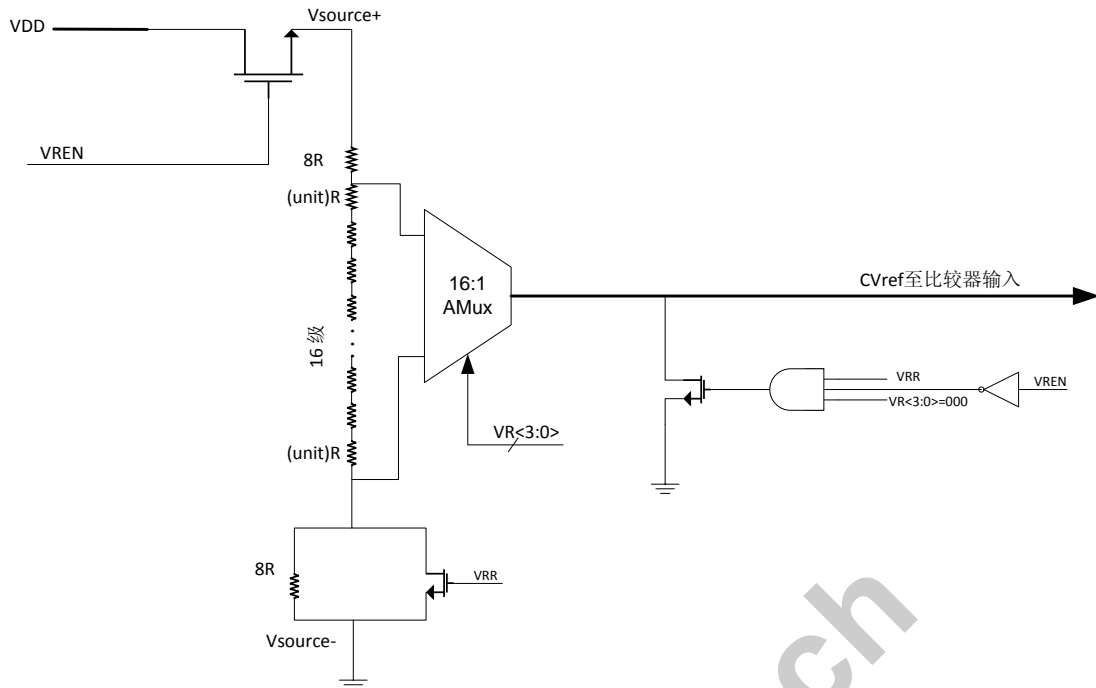 Vsource+
VDD
VREN
8R
(unit)R
16:1
AMux
CVref至比较器输入
16 级
VRR
VREN
VR<3:0>=000
VR<3:0>
(unit)R
8R
VRR
Vsource-
ch